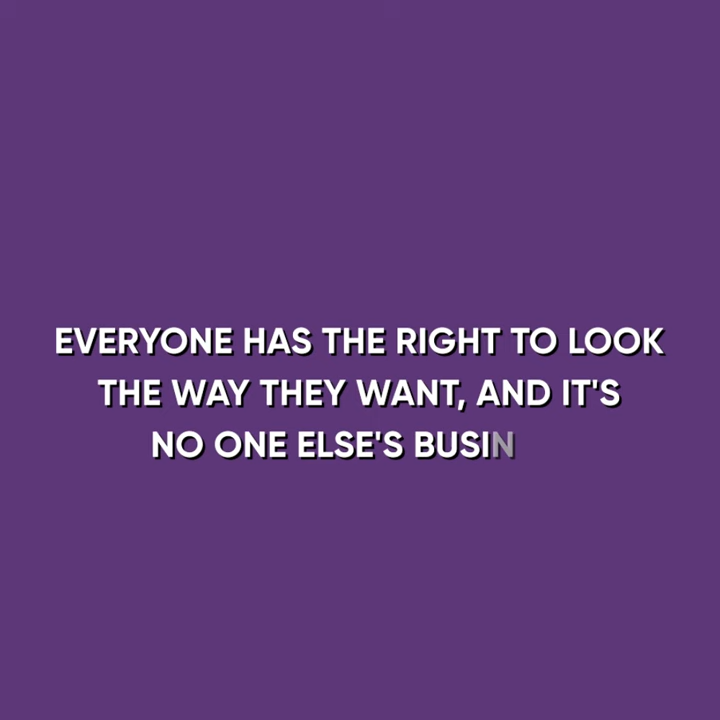 EVERYONE HAS THE RIGHT TO LOOK
THE WAY THEY WANT, AND IT'S
NO ONE ELSE'S BUSIN